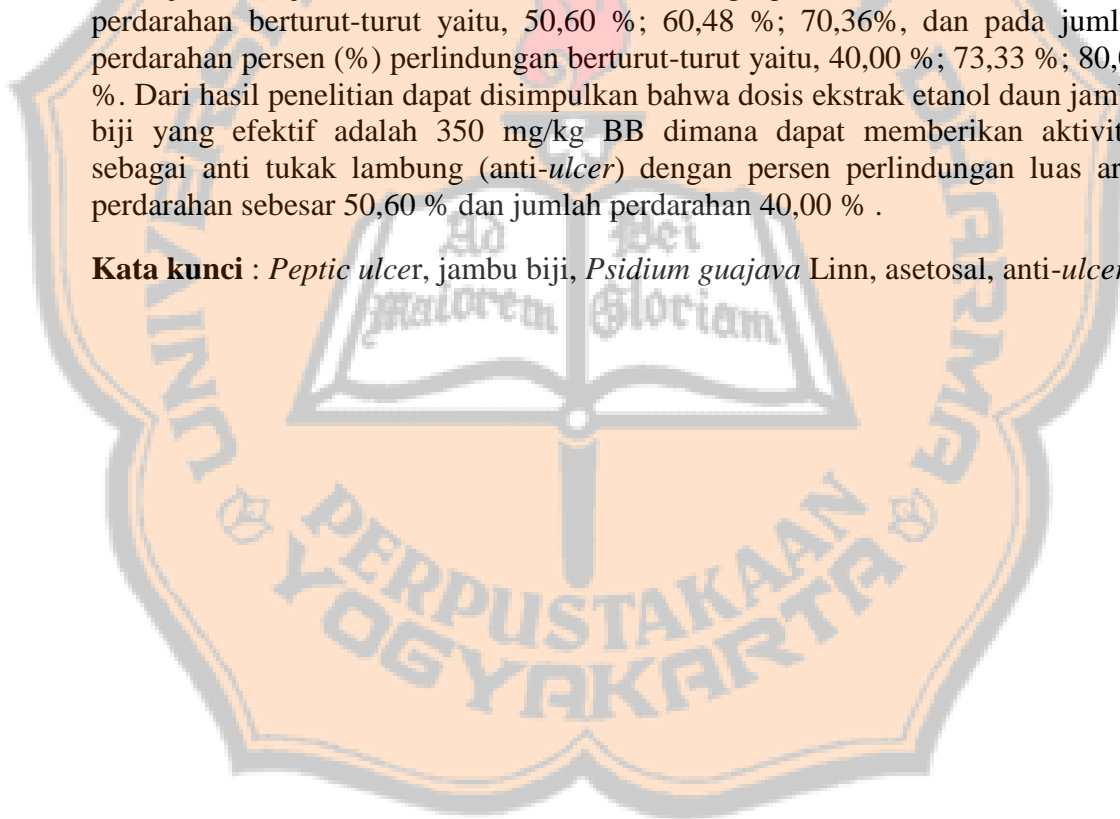 perdarahan berturut-turut yaitu, 50,60 %; 60,48 %; 70,36%, dan pada juml
perdarahan persen (%) perlindungan berturut-turut yaitu, 40,00 %; 73,33 %; 80,
%. Dari hasil penelitian dapat disimpulkan bahwa dosis ekstrak etanol daun jam
biji yang efektif adalah 350 mg/kg BB dimana dapat memberikan aktivit
sebagai anti tukak lambung (anti-ulcer) dengan persen perlindungan luas ar
perdarahan sebesar 50,60 % dan jumlah perdarahan 40,00 % .
Ad Dei
Kata kunci : Peptic ulcer, jambu biji, Psidium guajava Linn, asetosal, anti-ulcer
Maiorem Gloriam
PERPUSTAKAAN
YOGYAKARTA